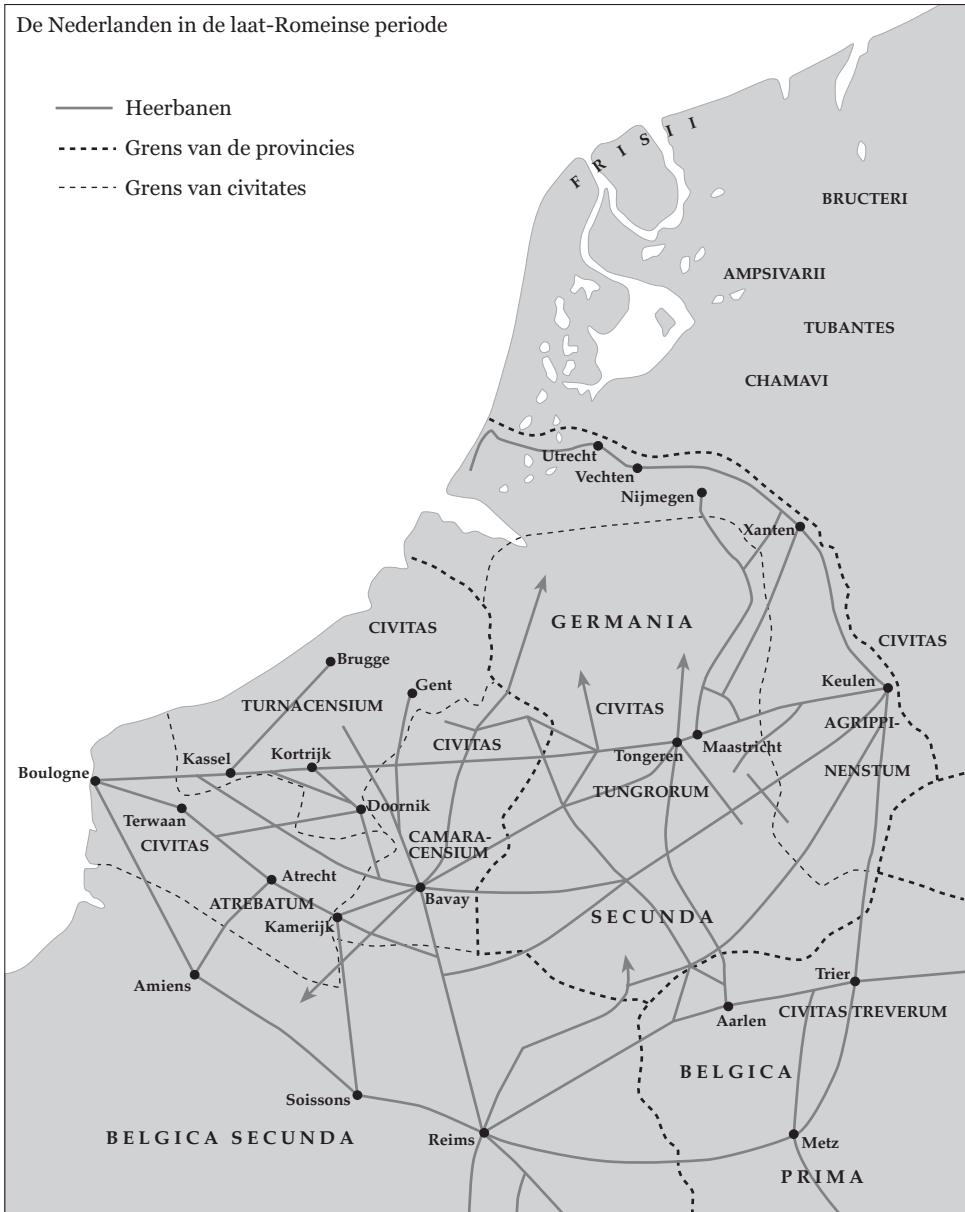 De Nederlanden in de laat-Romeinse periode
Heerbanen
Grens van de provincies
Grens van civitates
FRISII
BRUCTERI
AMPSIVARII
TUBANTES
CHAMAVI
Utrecht
Vechten
Nijmegen
Xanten
GERMANIA
CIVITAS
CIVITAS
Brugge
Keulen
Gent
TURNACENSIUM
CIVITAS
AGRIPPI-
CIVITAS
Kortrijk
Maastricht
Kassel
Tongeren
Boulogne
NENSTUM
TUNGRORUM
Doornik
Terwaan
CIVITAS
CAMARA-
CENSIUM
Atrecht
Bavay
ATREBATUM
SECUNDA
Kamerijk
Trier
Amiens
CIVITAS TREVERUM
Aarlen
BELGICA
Soissons
BELGICA SECUNDA
Reims
Metz
PRIMA